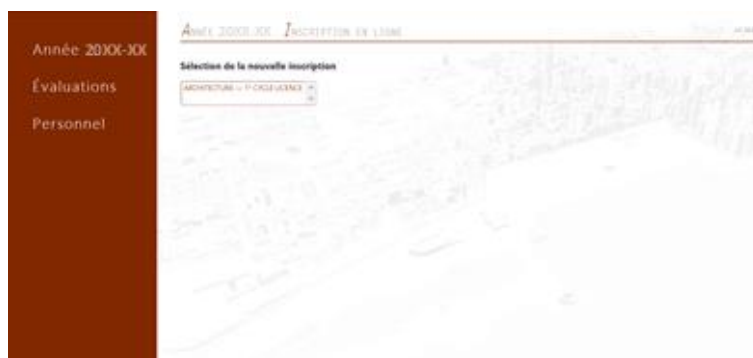 Année 20XX-XX
Évaluations
Personnel
Année 20XX-XX Inscription en ligne
Sélection de la nouvelle inscription
ARCHITECTURE -- 1ER CYCLE LICENCE